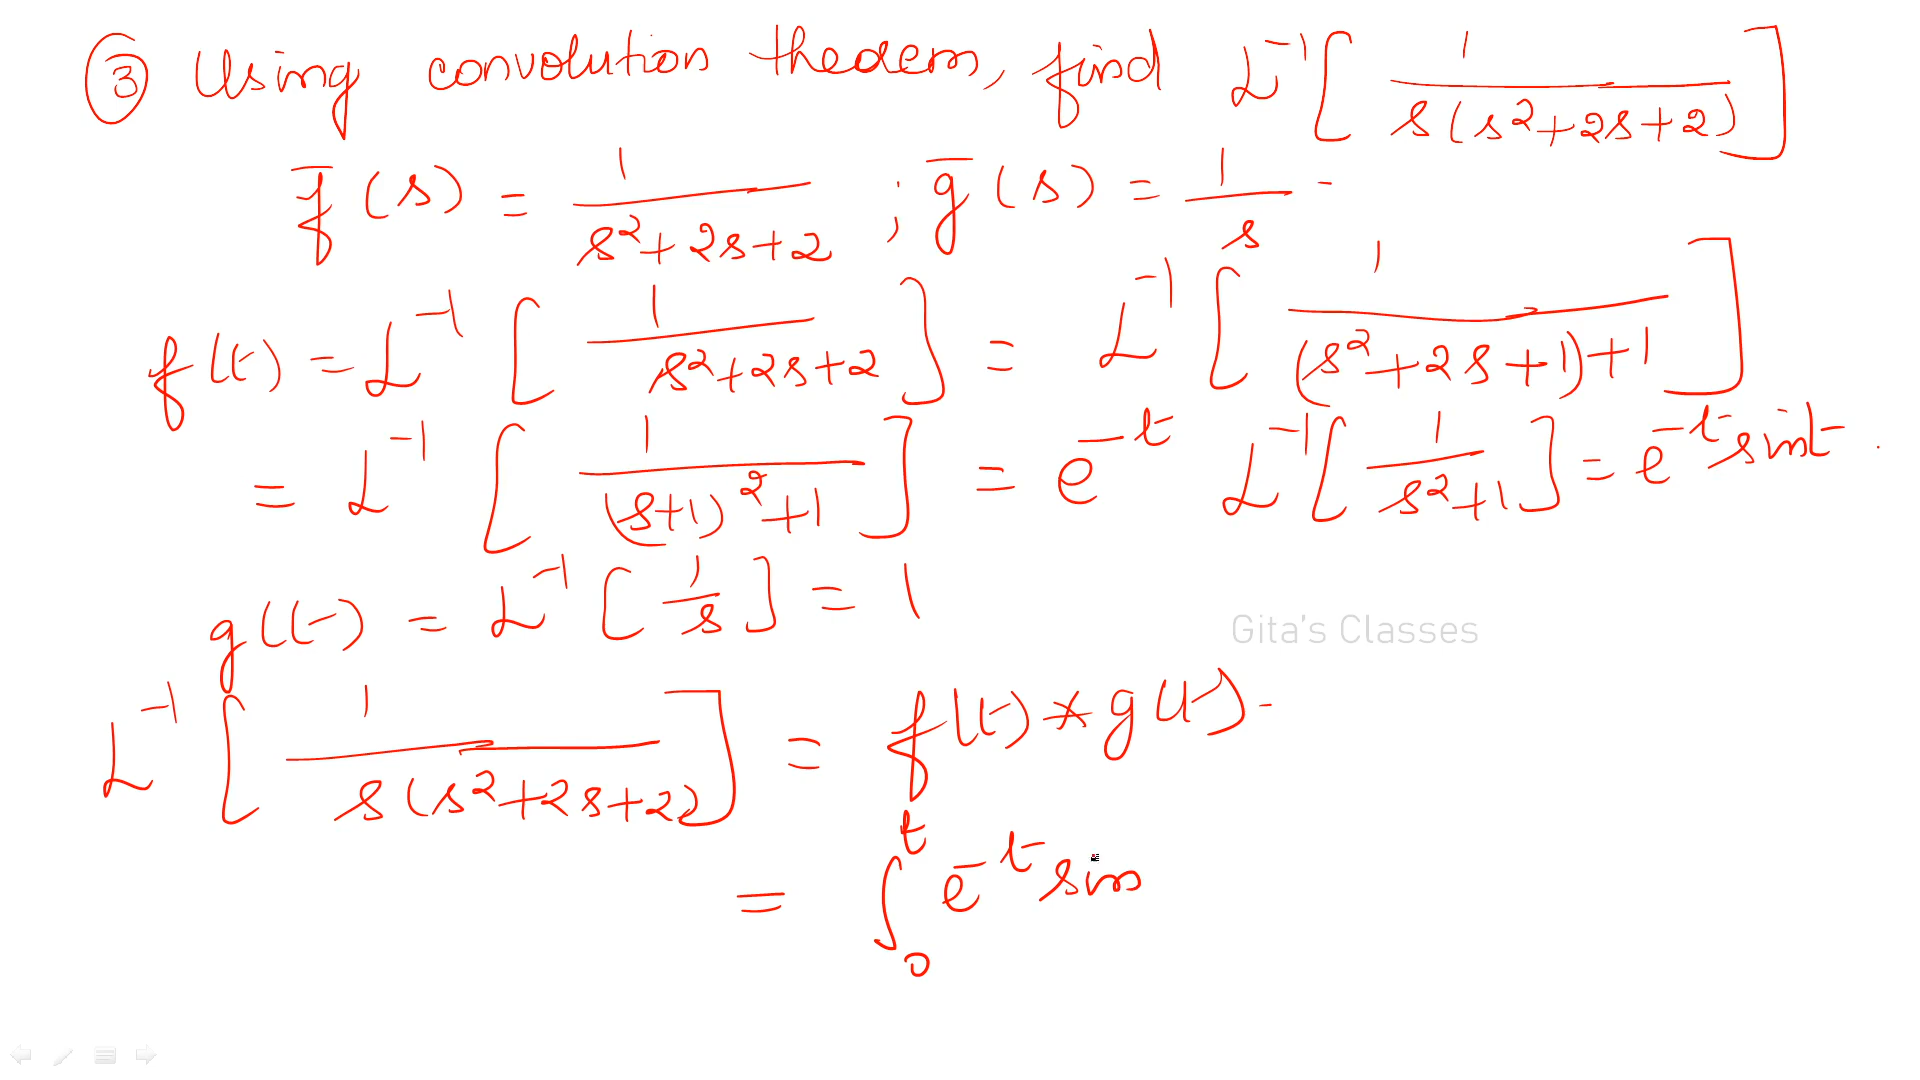 ③ Using convolution theorem, find L⁻¹[1/(s(s²+2s+2))]
f̄(s) = 1/(s²+2s+2) ; ḡ(s) = 1/s
f(t) = L⁻¹[1/(s²+2s+2)] = L⁻¹[1/((s²+2s+1)+1)]
= L⁻¹[1/((s+1)²+1)] = e⁻ᵗ L⁻¹[1/(s²+1)] = e⁻ᵗ sint.
g(t) = L⁻¹[1/s] = 1
Gita's Classes
L⁻¹[1/(s(s²+2s+2))] = f(t) * g(t).
= ∫₀ᵗ e⁻ᵗ sin